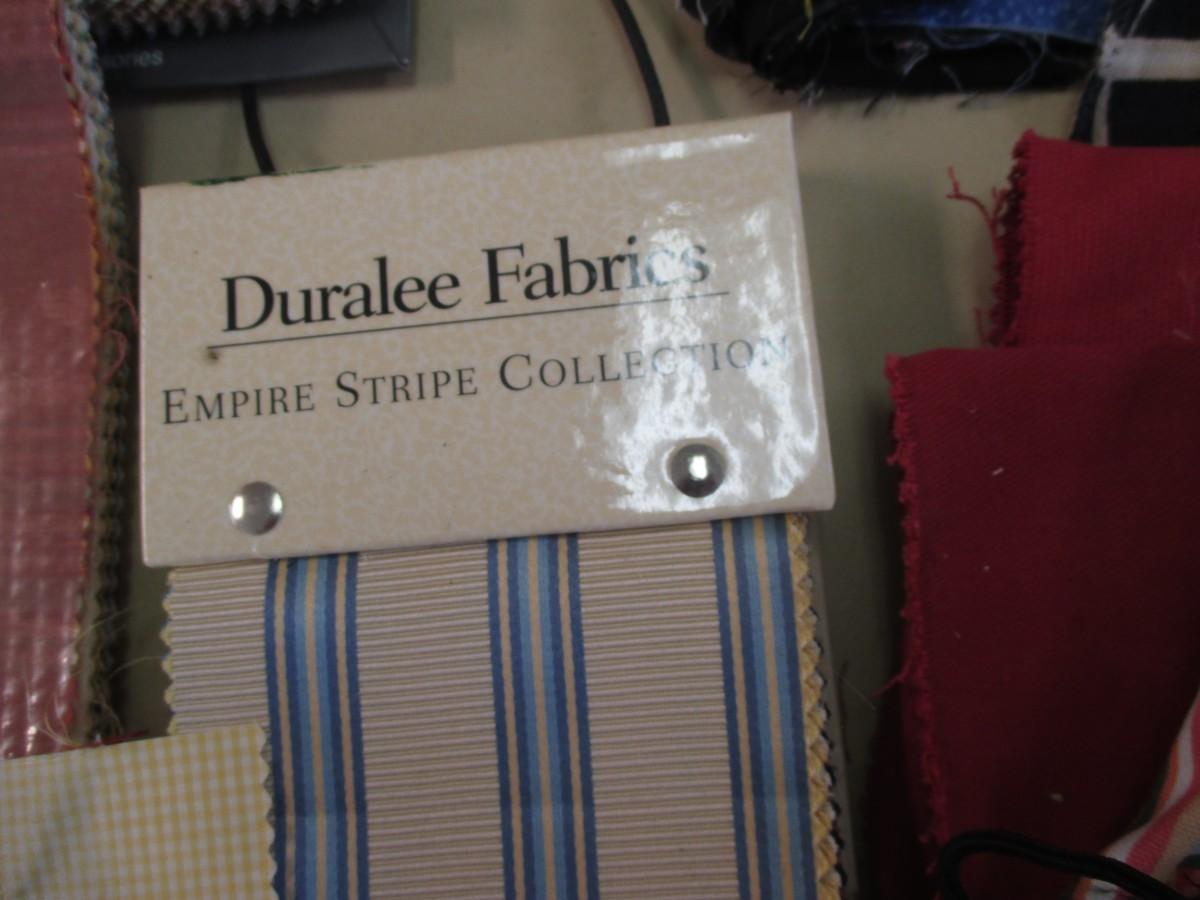 Duralee Fabrics
EMPIRE STRIPE COLLECTION